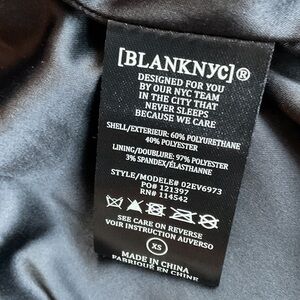 [BLANKNYC]®
DESIGNED FOR YOU
BY OUR NYC TEAM
IN THE CITY THAT
NEVER SLEEPS
BECAUSE WE CARE
SHELL/EXTERIEUR: 60% POLYURETHANE
40% POLYESTER
LINING/DOUBLURE: 97% POLYESTER
3% SPANDEX/ÉLASTHANNE
STYLE/MODELE# 02EV6973
PO# 121397
RN# 114542
SEE CARE ON REVERSE
VOIR INSTRUCTION AUVERSO
XS
MADE IN CHINA
FABRIQUÉ EN CHINE